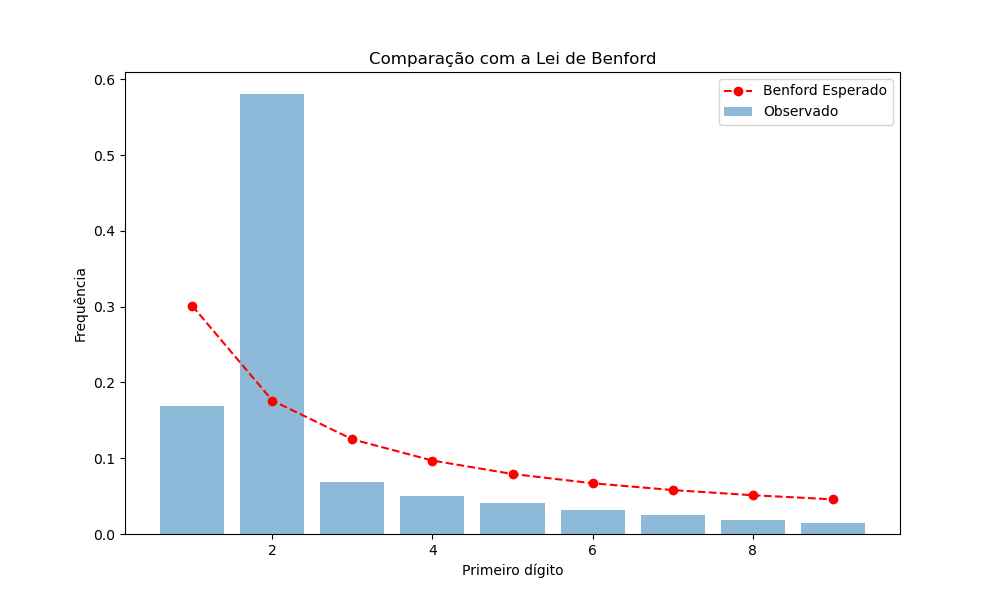 Comparação com a Lei de Benford
Benford Esperado
Observado
Frequência
0.6
0.5
0.4
0.3
0.2
0.1
0.0
2 4 6 8
Primeiro dígito